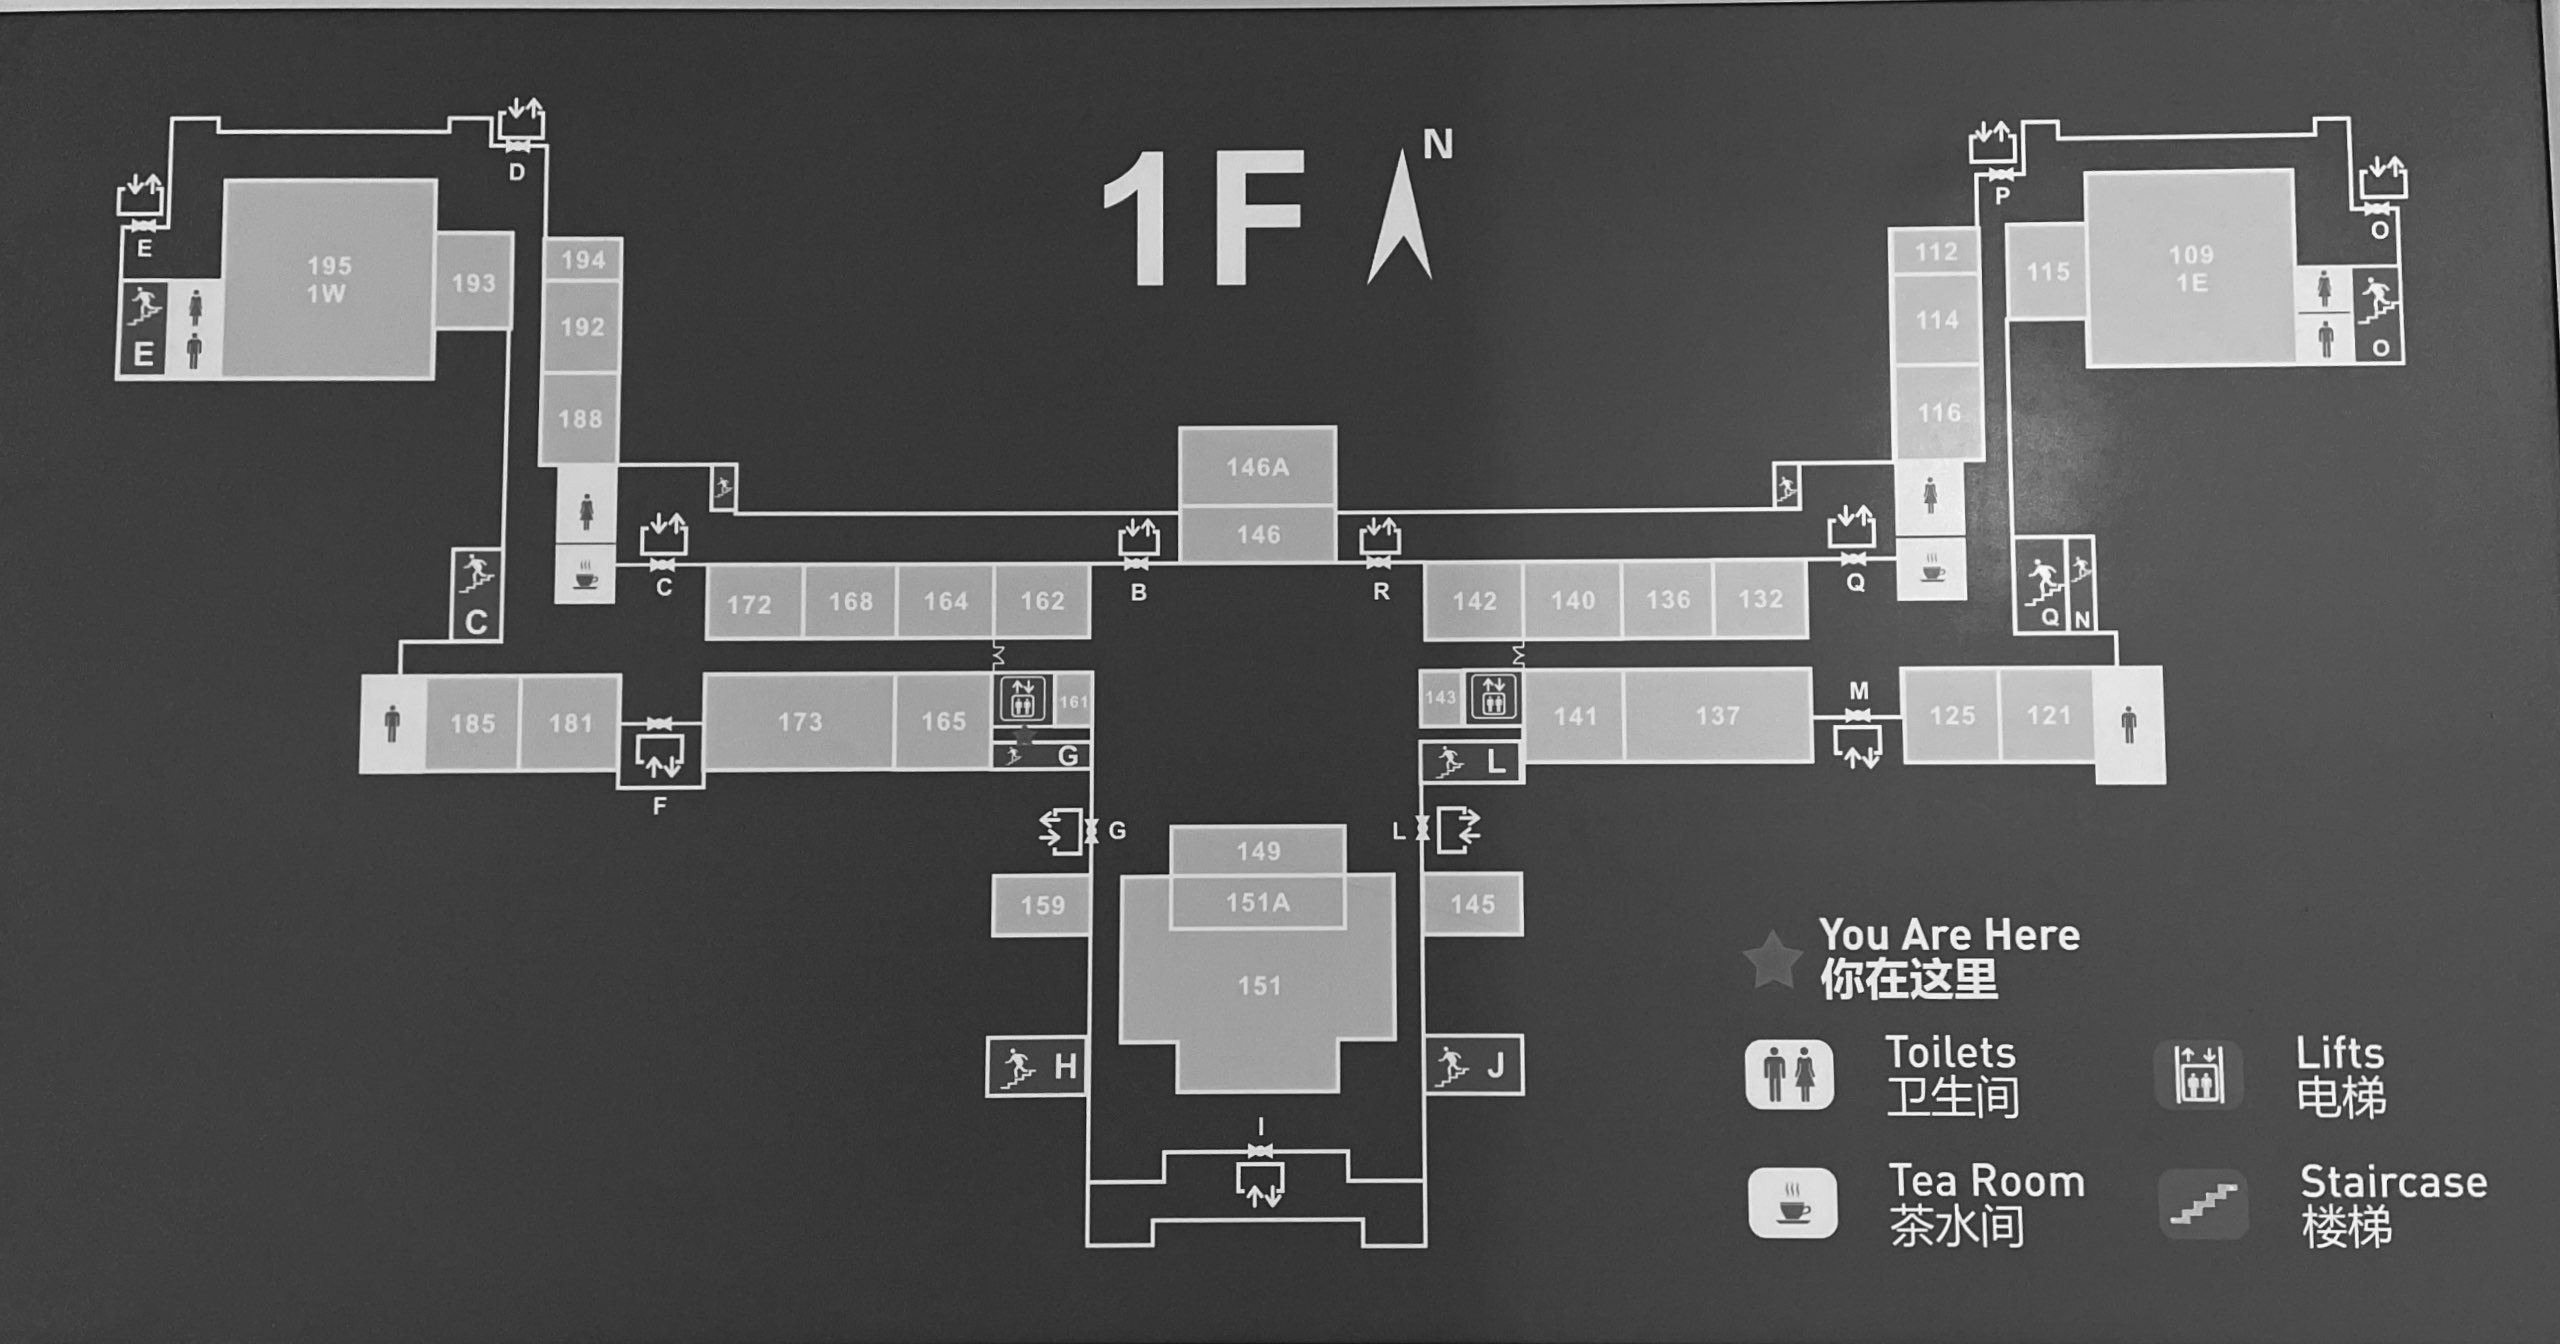 1F
N
D
E
P
O
195
1W
193
194
192
188
E
112
114
116
115
109
1E
O
146A
146
C
B
R
Q
C
172
168
164
162
142
140
136
132
Q
N
185
181
173
165
161
G
143
141
137
M
125
121
L
F
G
L
149
151A
151
159
145
H
J
I
You Are Here
你在这里
Toilets
卫生间
Lifts
电梯
Tea Room
茶水间
Staircase
楼梯